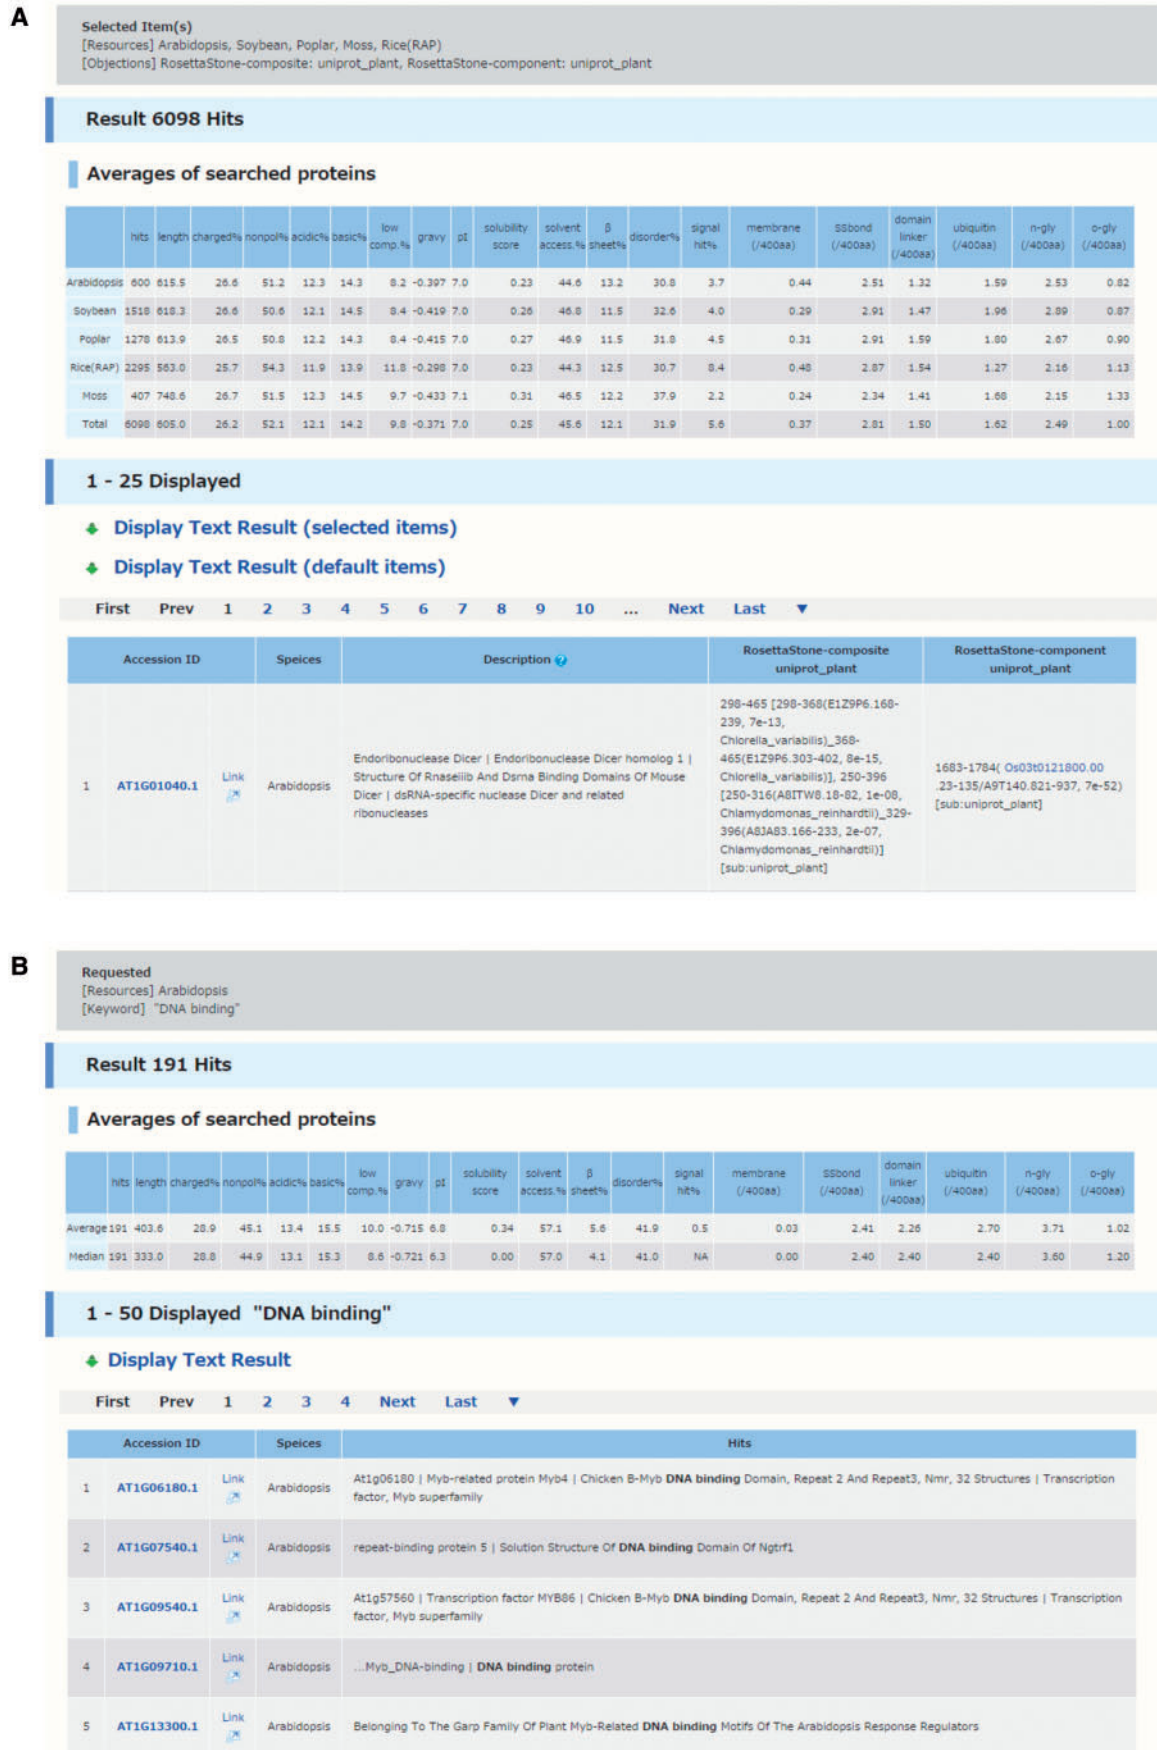 A
Selected Item(s)
[Resources] Arabidopsis, Soybean, Poplar, Moss, Rice(RAP)
[Objections] RosettaStone-composite: uniprot_plant, RosettaStone-component: uniprot_plant
Result 6098 Hits
Averages of searched proteins
hits length charged% nonpol% acidic% basic% low comp.% gravy pI solubility score solvent access.% β sheet% disorder% signal hit% membrane (/400aa) SSbond (/400aa) domain linker (/400aa) ubiquitin (/400aa) n-gly (/400aa) o-gly (/400aa)
Arabidopsis 600 615.5 26.6 51.2 12.3 14.3 8.2 -0.397 7.0 0.23 44.6 13.2 30.8 3.7 0.44 2.51 1.32 1.59 2.53 0.82
Soybean 1518 618.3 26.6 50.6 12.1 14.5 8.4 -0.419 7.0 0.26 46.8 11.5 32.6 4.0 0.29 2.91 1.47 1.96 2.89 0.87
Poplar 1278 613.9 26.5 50.8 12.2 14.3 8.4 -0.415 7.0 0.27 46.9 11.5 31.8 4.5 0.31 2.91 1.59 1.80 2.67 0.90
Rice(RAP) 2295 563.0 25.7 54.3 11.9 13.9 11.8 -0.298 7.0 0.23 44.3 12.5 30.7 8.4 0.48 2.87 1.54 1.27 2.16 1.13
Moss 407 748.6 26.7 51.5 12.3 14.5 9.7 -0.433 7.1 0.31 46.5 12.2 37.9 2.2 0.24 2.34 1.41 1.68 2.15 1.33
Total 6098 605.0 26.2 52.1 12.1 14.2 9.8 -0.371 7.0 0.25 45.6 12.1 31.9 5.6 0.37 2.81 1.50 1.62 2.49 1.00
1 - 25 Displayed
Display Text Result (selected items)
Display Text Result (default items)
First Prev 1 2 3 4 5 6 7 8 9 10 ... Next Last ▼
Accession ID Speices Description ? RosettaStone-composite uniprot_plant RosettaStone-component uniprot_plant
1 AT1G01040.1 Link Arabidopsis
Endoribonuclease Dicer | Endoribonuclease Dicer homolog 1 |
Structure Of Rnaseiiib And Dsrna Binding Domains Of Mouse
Dicer | dsRNA-specific nuclease Dicer and related
ribonucleases
298-465 [298-368(E1Z9P6.168-
239, 7e-13,
Chlorella_variabilis)_368-
465(E1Z9P6.303-402, 8e-15,
Chlorella_variabilis)], 250-396
[250-316(A8ITW8.18-82, 1e-08,
Chlamydomonas_reinhardtii)_329-
396(A8JA83.166-233, 2e-07,
Chlamydomonas_reinhardtii)]
[sub:uniprot_plant]
1683-1784( Os03t0121800.00
.23-135/A9T140.821-937, 7e-52)
[sub:uniprot_plant]
B
Requested
[Resources] Arabidopsis
[Keyword] "DNA binding"
Result 191 Hits
Averages of searched proteins
hits length charged% nonpol% acidic% basic% low comp.% gravy pI solubility score solvent access.% β sheet% disorder% signal hit% membrane (/400aa) SSbond (/400aa) domain linker (/400aa) ubiquitin (/400aa) n-gly (/400aa) o-gly (/400aa)
Average 191 403.6 28.9 45.1 13.4 15.5 10.0 -0.715 6.8 0.34 57.1 5.6 41.9 0.5 0.03 2.41 2.26 2.70 3.71 1.02
Median 191 333.0 28.8 44.9 13.1 15.3 8.6 -0.721 6.3 0.00 57.0 4.1 41.0 NA 0.00 2.40 2.40 2.40 3.60 1.20
1 - 50 Displayed "DNA binding"
Display Text Result
First Prev 1 2 3 4 Next Last ▼
Accession ID Speices Hits
1 AT1G06180.1 Link Arabidopsis At1g06180 | Myb-related protein Myb4 | Chicken B-Myb DNA binding Domain, Repeat 2 And Repeat3, Nmr, 32 Structures | Transcription
factor, Myb superfamily
2 AT1G07540.1 Link Arabidopsis repeat-binding protein 5 | Solution Structure Of DNA binding Domain Of Ngtrf1
3 AT1G09540.1 Link Arabidopsis At1g57560 | Transcription factor MYB86 | Chicken B-Myb DNA binding Domain, Repeat 2 And Repeat3, Nmr, 32 Structures | Transcription
factor, Myb superfamily
4 AT1G09710.1 Link Arabidopsis ...Myb_DNA-binding | DNA binding protein
5 AT1G13300.1 Link Arabidopsis Belonging To The Garp Family Of Plant Myb-Related DNA binding Motifs Of The Arabidopsis Response Regulators